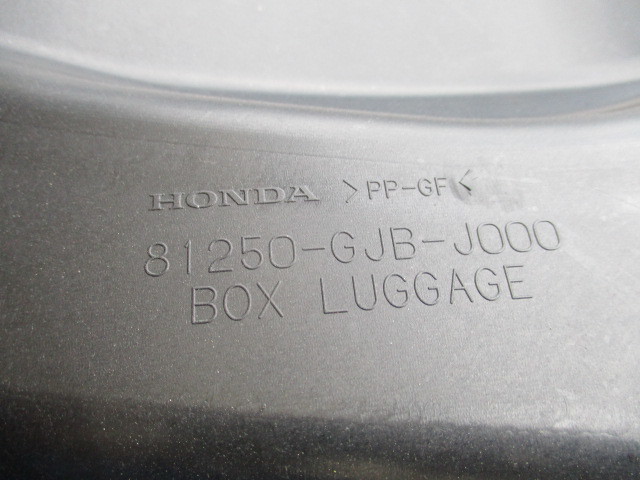 HONDA >PP-GF<
81250-GJB-J000
BOX LUGGAGE